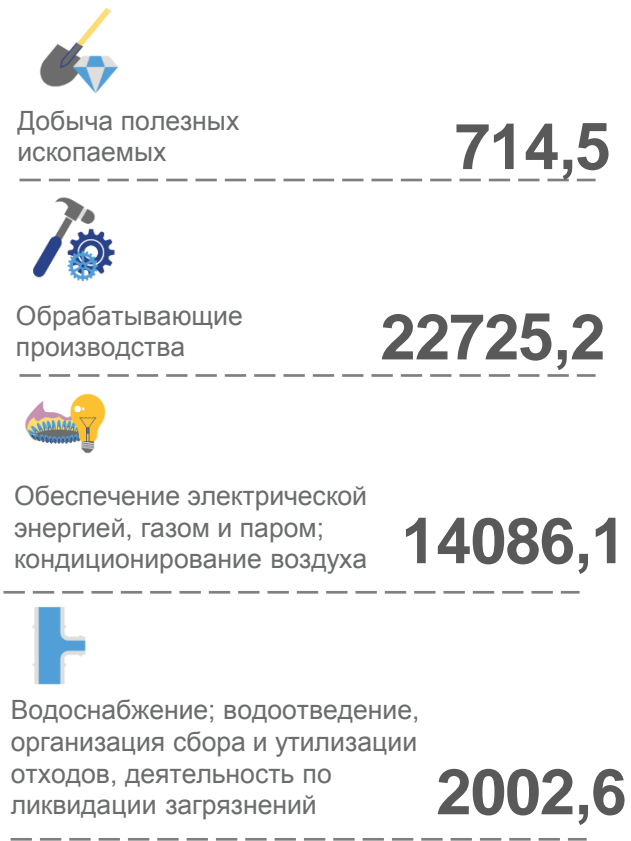 Добыча полезных
ископаемых
714,5
Обрабатывающие
производства
22725,2
Обеспечение электрической
энергией, газом и паром;
кондиционирование воздуха
14086,1
Водоснабжение; водоотведение,
организация сбора и утилизации
отходов, деятельность по
ликвидации загрязнений
2002,6